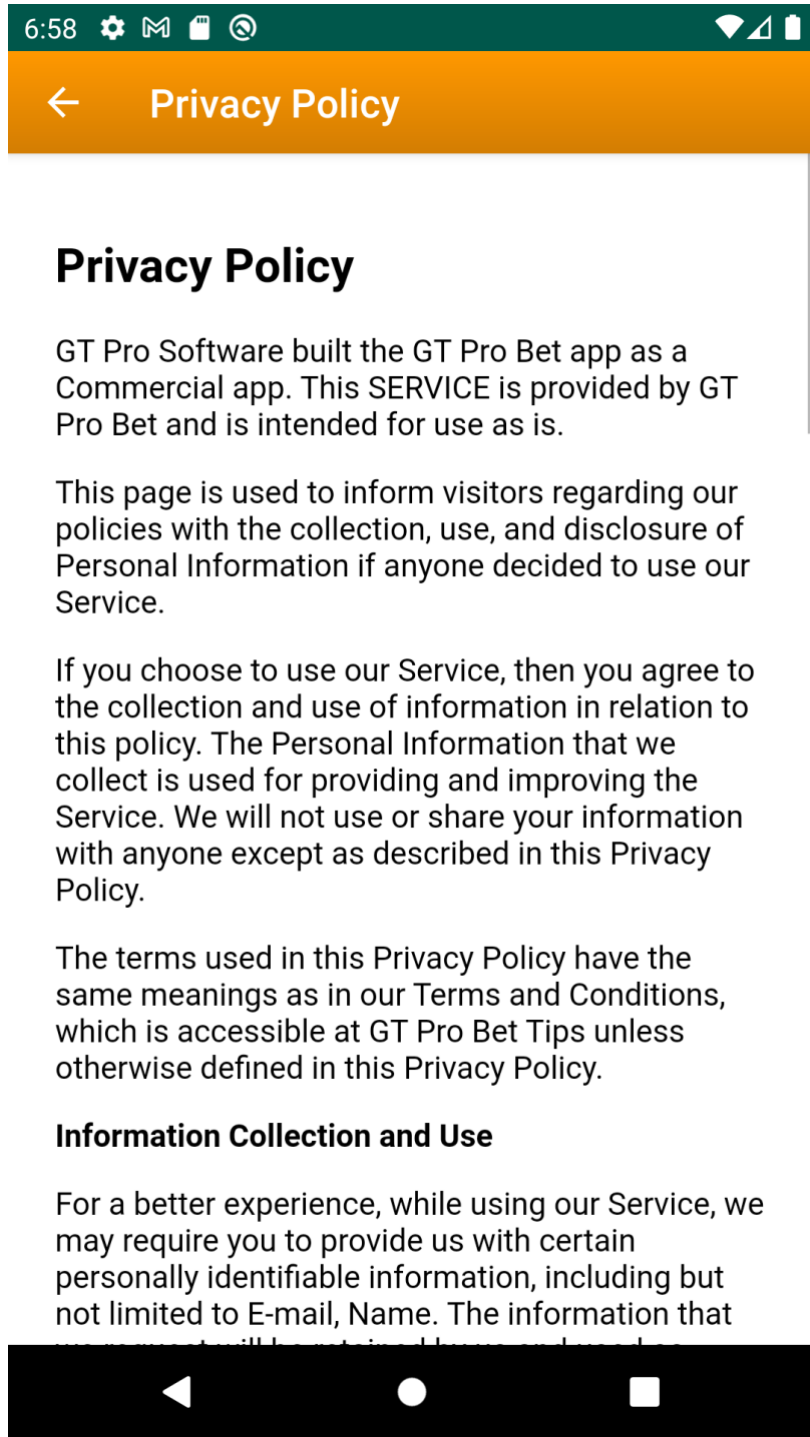 6:58
Privacy Policy
Privacy Policy
GT Pro Software built the GT Pro Bet app as a
Commercial app. This SERVICE is provided by GT
Pro Bet and is intended for use as is.
This page is used to inform visitors regarding our
policies with the collection, use, and disclosure of
Personal Information if anyone decided to use our
Service.
If you choose to use our Service, then you agree to
the collection and use of information in relation to
this policy. The Personal Information that we
collect is used for providing and improving the
Service. We will not use or share your information
with anyone except as described in this Privacy
Policy.
The terms used in this Privacy Policy have the
same meanings as in our Terms and Conditions,
which is accessible at GT Pro Bet Tips unless
otherwise defined in this Privacy Policy.
Information Collection and Use
For a better experience, while using our Service, we
may require you to provide us with certain
personally identifiable information, including but
not limited to E-mail, Name. The information that